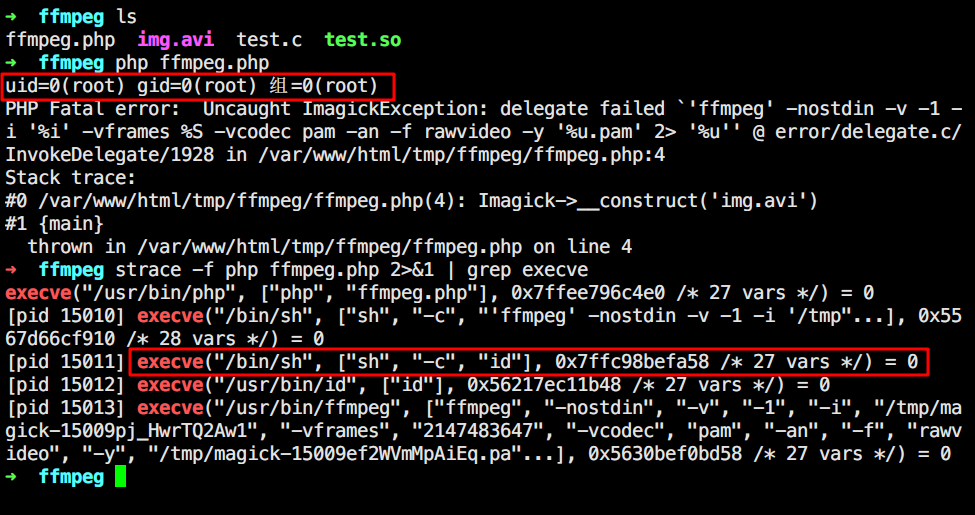 ➜ ffmpeg ls
ffmpeg.php img.avi test.c test.so
➜ ffmpeg php ffmpeg.php
uid=0(root) gid=0(root) 组=0(root)
PHP Fatal error:  Uncaught ImagickException: delegate failed `'ffmpeg' -nostdin -v -1 -
i '%i' -vframes %S -vcodec pam -an -f rawvideo -y '%u.pam' 2> '%u'' @ error/delegate.c/
InvokeDelegate/1928 in /var/www/html/tmp/ffmpeg/ffmpeg.php:4
Stack trace:
#0 /var/www/html/tmp/ffmpeg/ffmpeg.php(4): Imagick->__construct('img.avi')
#1 {main}
  thrown in /var/www/html/tmp/ffmpeg/ffmpeg.php on line 4
➜ ffmpeg strace -f php ffmpeg.php 2>&1 | grep execve
execve("/usr/bin/php", ["php", "ffmpeg.php"], 0x7ffee796c4e0 /* 27 vars */) = 0
[pid 15010] execve("/bin/sh", ["sh", "-c", "'ffmpeg' -nostdin -v -1 -i '/tmp"...], 0x55
67d66cf910 /* 28 vars */) = 0
[pid 15011] execve("/bin/sh", ["sh", "-c", "id"], 0x7ffc98befa58 /* 27 vars */) = 0
[pid 15012] execve("/usr/bin/id", ["id"], 0x56217ec11b48 /* 27 vars */) = 0
[pid 15013] execve("/usr/bin/ffmpeg", ["ffmpeg", "-nostdin", "-v", "-1", "-i", "/tmp/ma
gick-15009pj_HwrTQ2Aw1", "-vframes", "2147483647", "-vcodec", "pam", "-an", "-f", "rawv
ideo", "-y", "/tmp/magick-15009ef2WVmMpAiEq.pa"...], 0x5630bef0bd58 /* 27 vars */) = 0
➜ ffmpeg